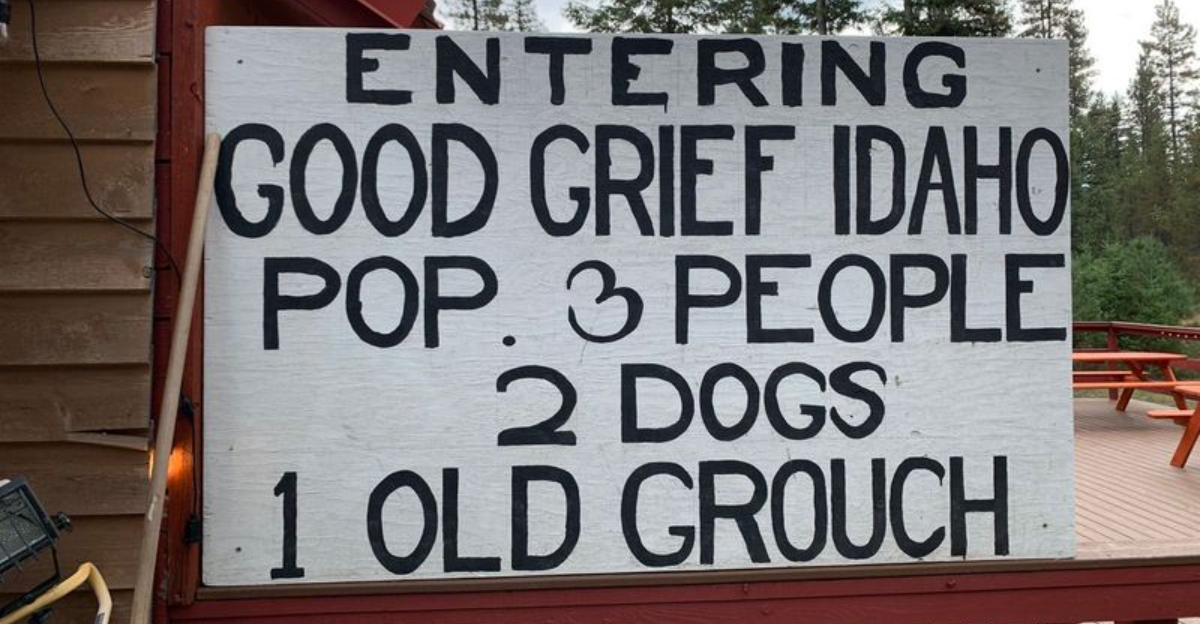 ENTERING
GOOD GRIEF IDAHO
POP. 3 PEOPLE
2 DOGS
1 OLD GROUCH